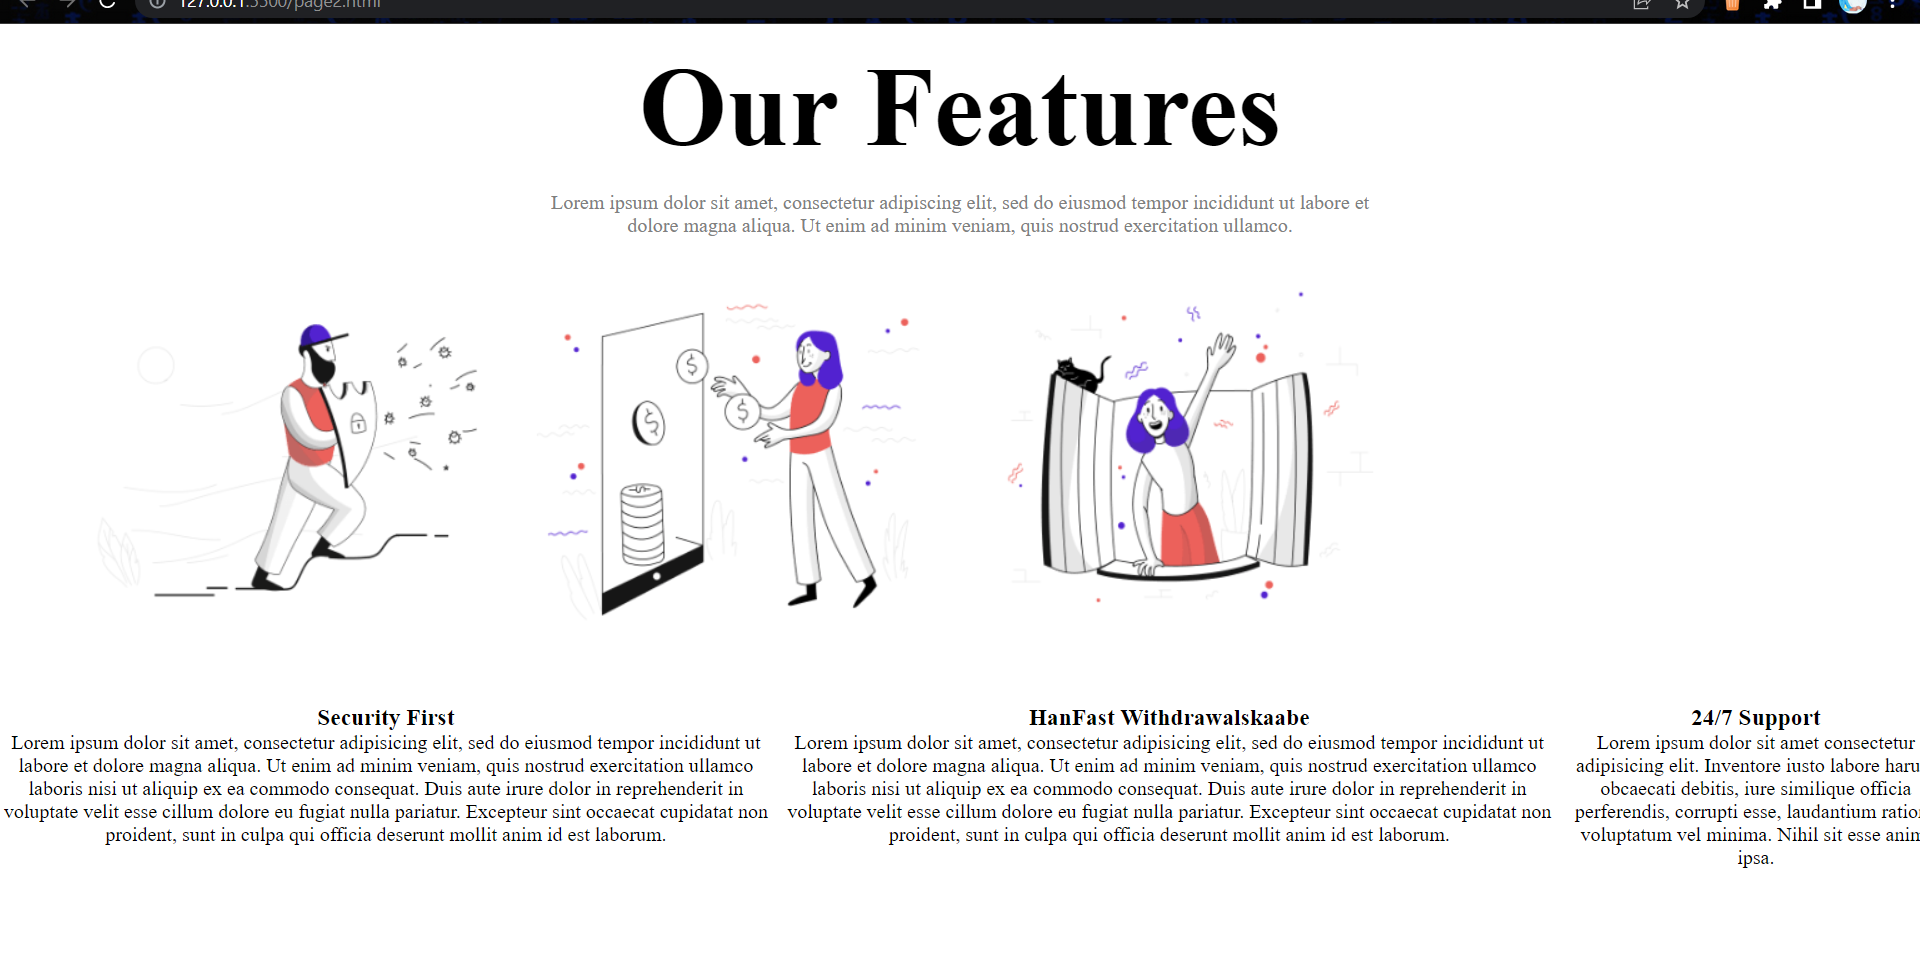 127.0.0.1:5500/page2.html
Our Features
Lorem ipsum dolor sit amet, consectetur adipiscing elit, sed do eiusmod tempor incididunt ut labore et
dolore magna aliqua. Ut enim ad minim veniam, quis nostrud exercitation ullamco.
Security First
Lorem ipsum dolor sit amet, consectetur adipisicing elit, sed do eiusmod tempor incididunt ut
labore et dolore magna aliqua. Ut enim ad minim veniam, quis nostrud exercitation ullamco
laboris nisi ut aliquip ex ea commodo consequat. Duis aute irure dolor in reprehenderit in
voluptate velit esse cillum dolore eu fugiat nulla pariatur. Excepteur sint occaecat cupidatat non
proident, sunt in culpa qui officia deserunt mollit anim id est laborum.
HanFast Withdrawalskaabe
Lorem ipsum dolor sit amet, consectetur adipisicing elit, sed do eiusmod tempor incididunt ut
labore et dolore magna aliqua. Ut enim ad minim veniam, quis nostrud exercitation ullamco
laboris nisi ut aliquip ex ea commodo consequat. Duis aute irure dolor in reprehenderit in
voluptate velit esse cillum dolore eu fugiat nulla pariatur. Excepteur sint occaecat cupidatat non
proident, sunt in culpa qui officia deserunt mollit anim id est laborum.
24/7 Support
Lorem ipsum dolor sit amet consectetur
adipisicing elit. Inventore iusto labore haru
obcaecati debitis, iure similique officia
perferendis, corrupti esse, laudantium ratio
voluptatum vel minima. Nihil sit esse anim
ipsa.